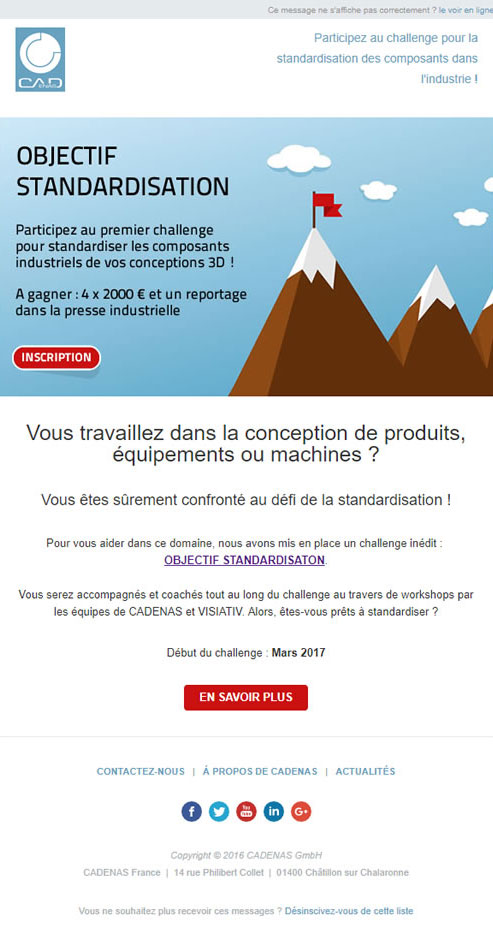 Ce message ne s'affiche pas correctement ? le voir en ligne
CAD
Participez au challenge pour la
standardisation des composants dans
l'industrie !
OBJECTIF
STANDARDISATION
Participez au premier challenge
pour standardiser les composants
industriels de vos conceptions 3D !
A gagner : 4 x 2000 € et un reportage
dans la presse industrielle
INSCRIPTION
Vous travaillez dans la conception de produits,
équipements ou machines ?
Vous êtes sûrement confronté au défi de la standardisation !
Pour vous aider dans ce domaine, nous avons mis en place un challenge inédit :
OBJECTIF STANDARDISATON.
Vous serez accompagnés et coachés tout au long du challenge au travers de workshops par
les équipes de CADENAS et VISIATIV. Alors, êtes-vous prêts à standardiser ?
Début du challenge : Mars 2017
EN SAVOIR PLUS
CONTACTEZ-NOUS | À PROPOS DE CADENAS | ACTUALITÉS
Copyright © 2016 CADENAS GmbH
CADENAS France | 14 rue Philibert Collet | 01400 Châtillon sur Chalaronne
Vous ne souhaitez plus recevoir ces messages ? Désinscrivez-vous de cette liste